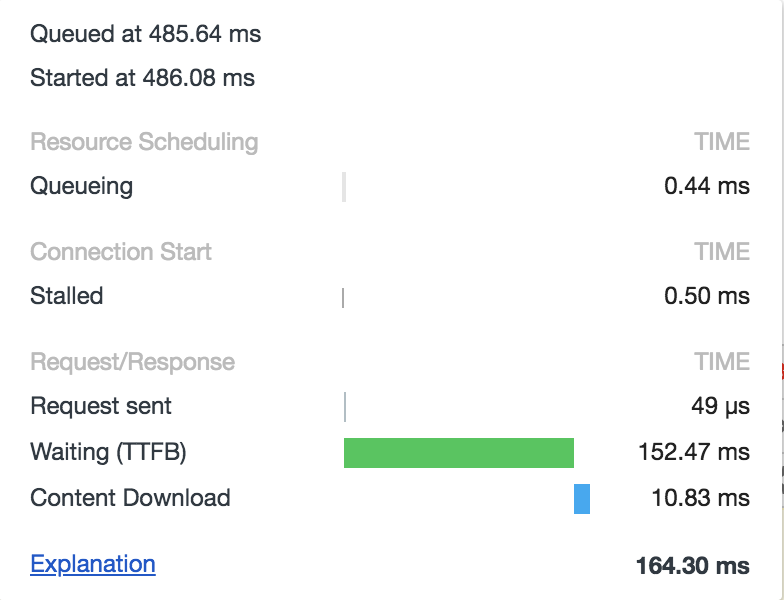 Queued at 485.64 ms
Started at 486.08 ms
Resource Scheduling TIME
Queueing 0.44 ms
Connection Start TIME
Stalled 0.50 ms
Request/Response TIME
Request sent 49 µs
Waiting (TTFB) 152.47 ms
Content Download 10.83 ms
Explanation 164.30 ms